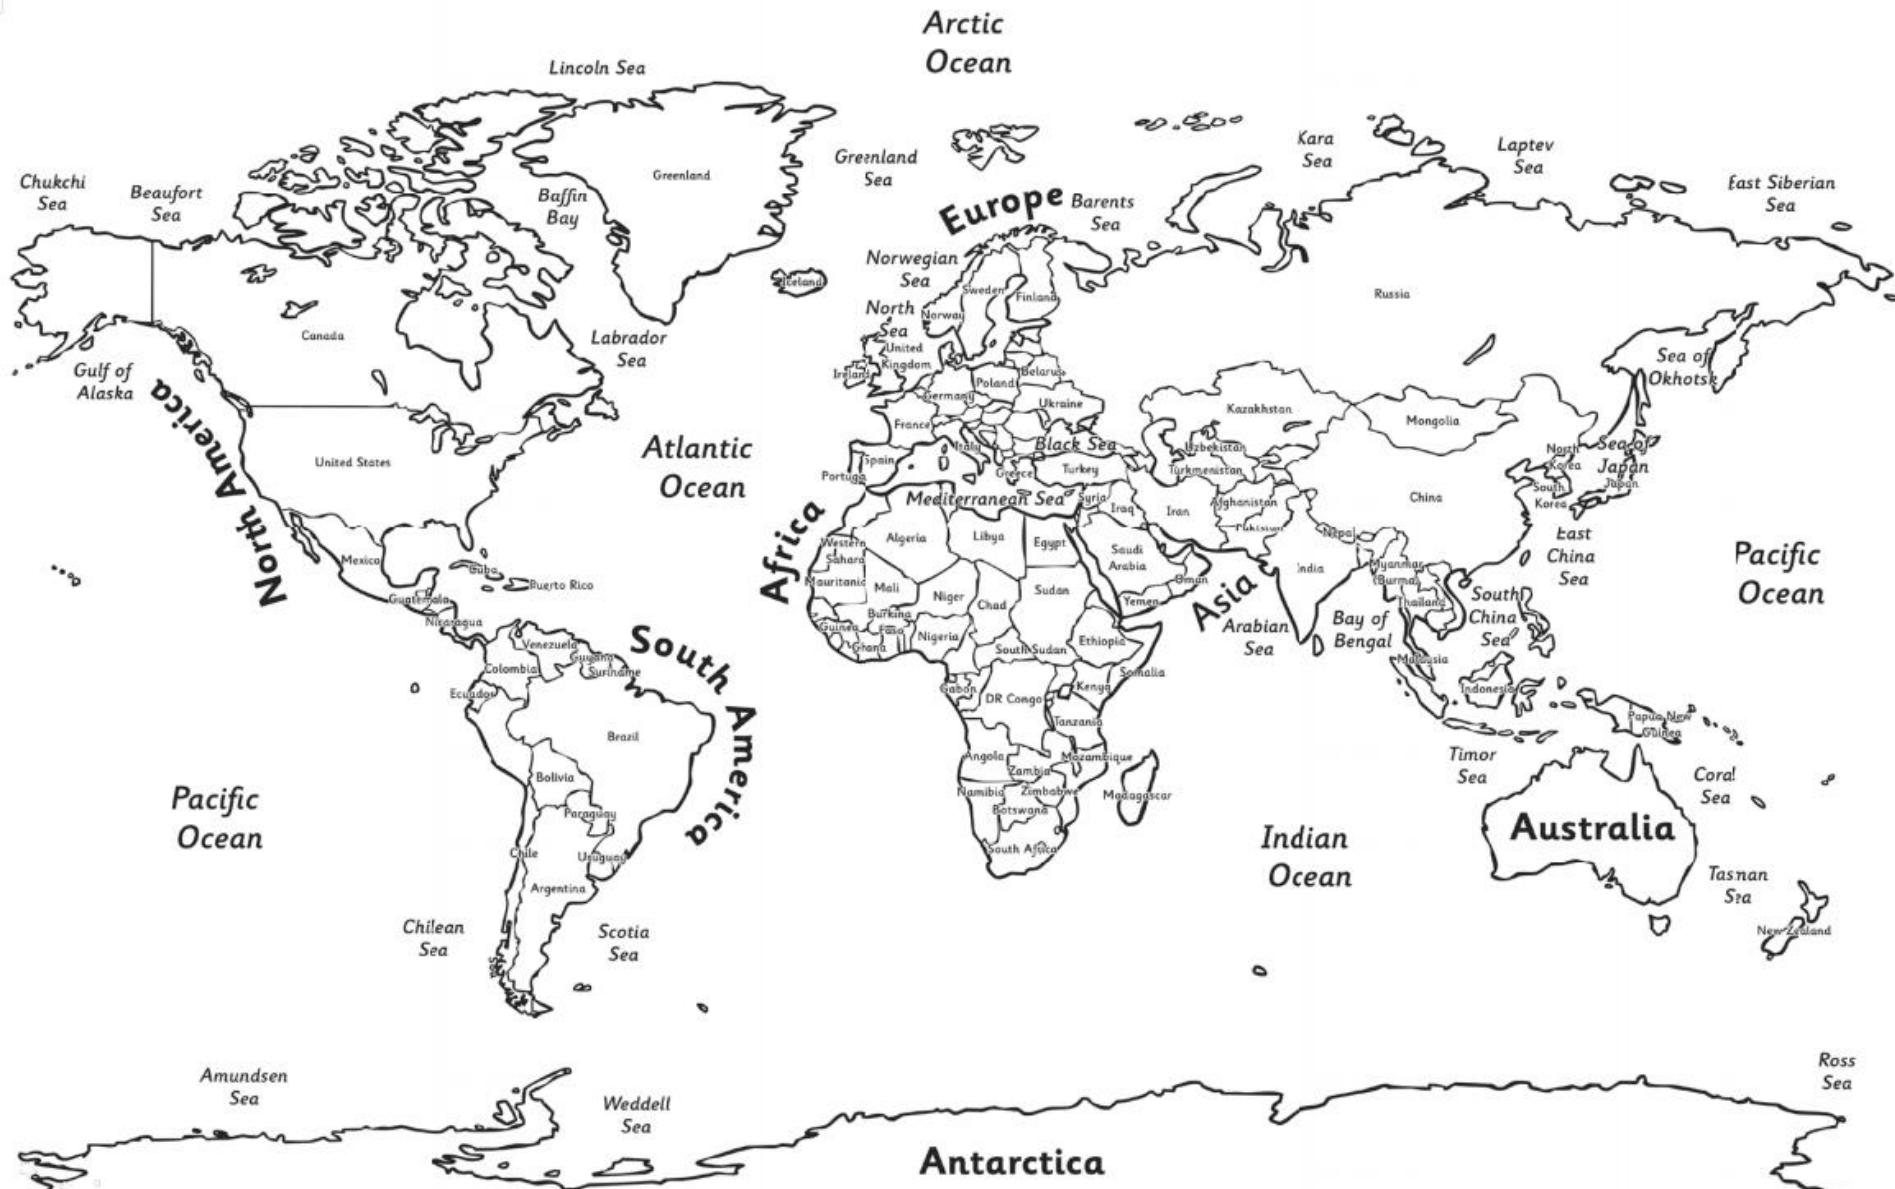 Arctic
Ocean
Lincoln Sea
Greenland
Sea
Kara
Sea
Laptev
Sea
Chukchi
Sea
Beaufort
Sea
Baffin
Bay
Greenland
Europe
Barents
Sea
East Siberian
Sea
Norwegian
Sea
Iceland
Sweden
Finland
Russia
North
Sea
Norway
Canada
Labrador
Sea
United
Kingdom
Ireland
Gulf of
Alaska
Sea of
Okhotsk
Poland
Belarus
Germany
Ukraine
France
Kazakhstan
Mongolia
North America
Atlantic
Ocean
Italy
Black Sea
Uzbekistan
North
Korea
Sea of
Japan
Japan
United States
Spain
Portugal
Greece
Turkey
Turkmenistan
South
Korea
China
Mediterranean Sea
Syria
Iraq
Iran
Afghanistan
Pakistan
Nepal
East
China
Sea
Africa
Western
Sahara
Algeria
Libya
Egypt
Saudi
Arabia
Oman
Yemen
Asia
India
Myanmar
(Burma)
Thailand
Pacific
Ocean
Mexico
Cuba
Puerto Rico
Guatemala
Nicaragua
Mauritania
Mali
Niger
Chad
Sudan
Burkina
Faso
Guinea
Ghana
Nigeria
South Sudan
Ethiopia
Somalia
Arabian
Sea
Bay of
Bengal
South
China
Sea
Malaysia
Indonesia
Venezuela
Guyana
Suriname
Colombia
Ecuador
South America
Brazil
Gabon
DR Congo
Kenya
Tanzania
Papua New
Guinea
Angola
Zambia
Mozambique
Timor
Sea
Coral
Sea
Bolivia
Namibia
Zimbabwe
Botswana
Madagascar
Paraguay
Pacific
Ocean
Chile
Uruguay
South Africa
Indian
Ocean
Australia
Argentina
Tasman
Sea
New Zealand
Chilean
Sea
Scotia
Sea
Amundsen
Sea
Weddell
Sea
Ross
Sea
Antarctica